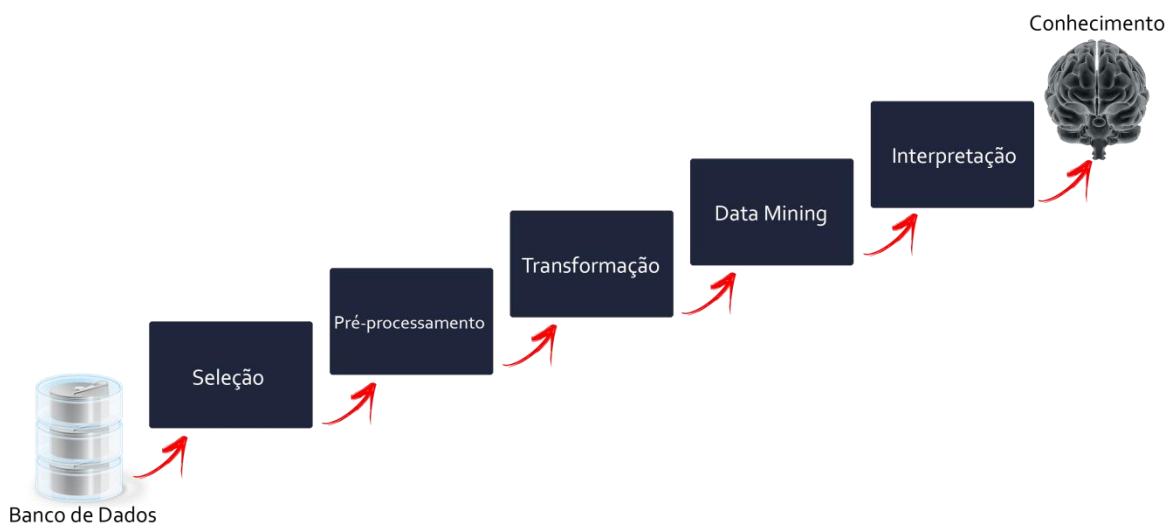 Conhecimento
Interpretação
Data Mining
Transformação
Pré-processamento
Seleção
Banco de Dados